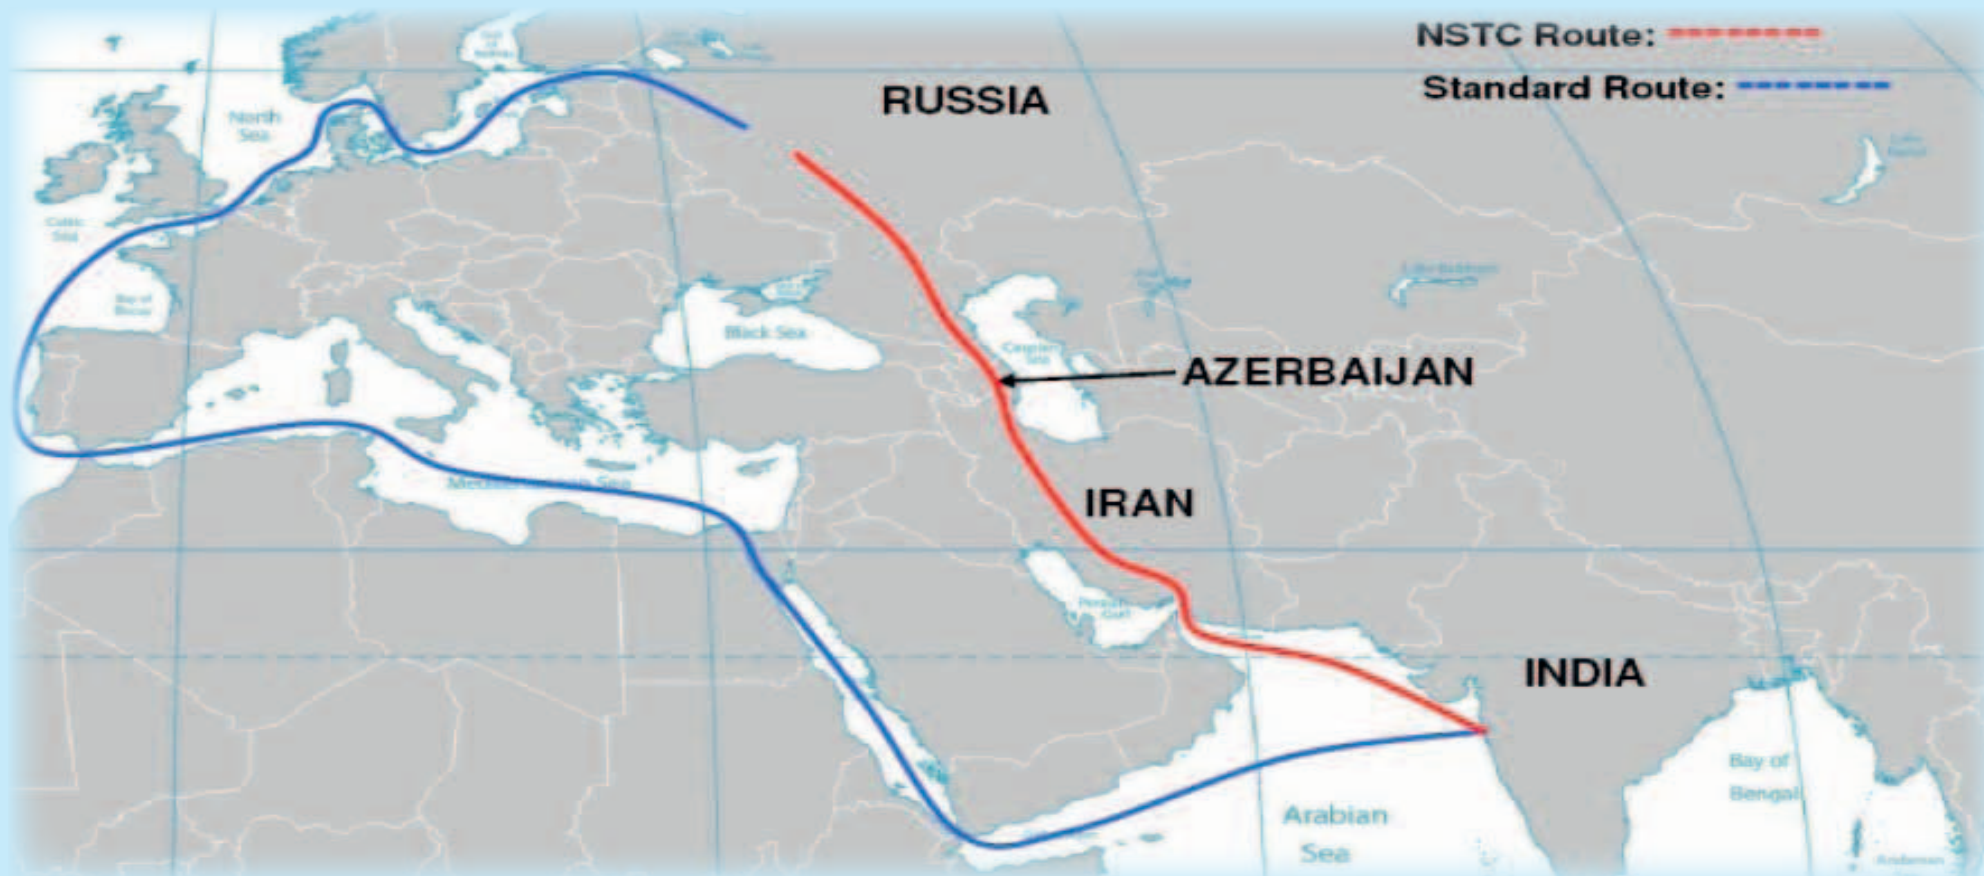 NSTC Route:
Standard Route:
RUSSIA
North
Sea
Black Sea
AZERBAIJAN
IRAN
INDIA
Bay of
Bengal
Arabian
Sea